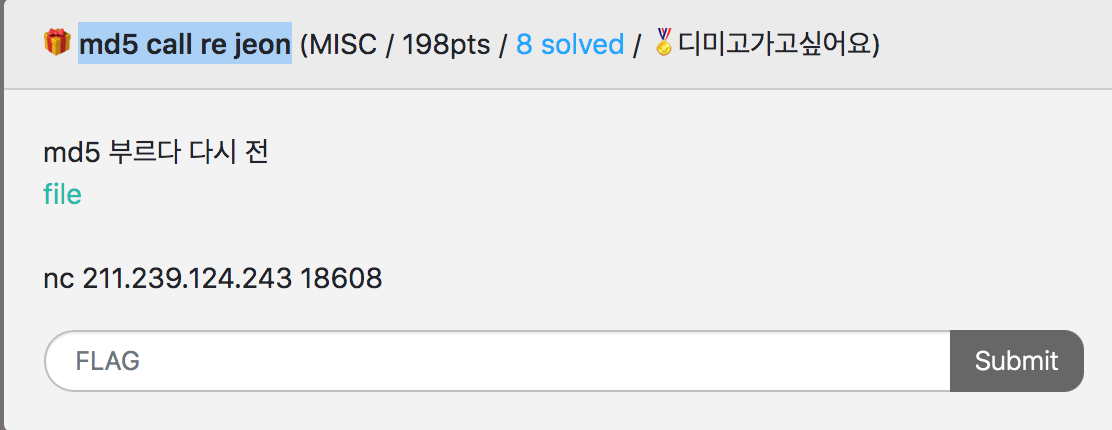 🎁 md5 call re jeon (MISC / 198pts / 8 solved / 🏅디미고가고싶어요)
md5 부르다 다시 전
file
nc 211.239.124.243 18608
FLAG
Submit